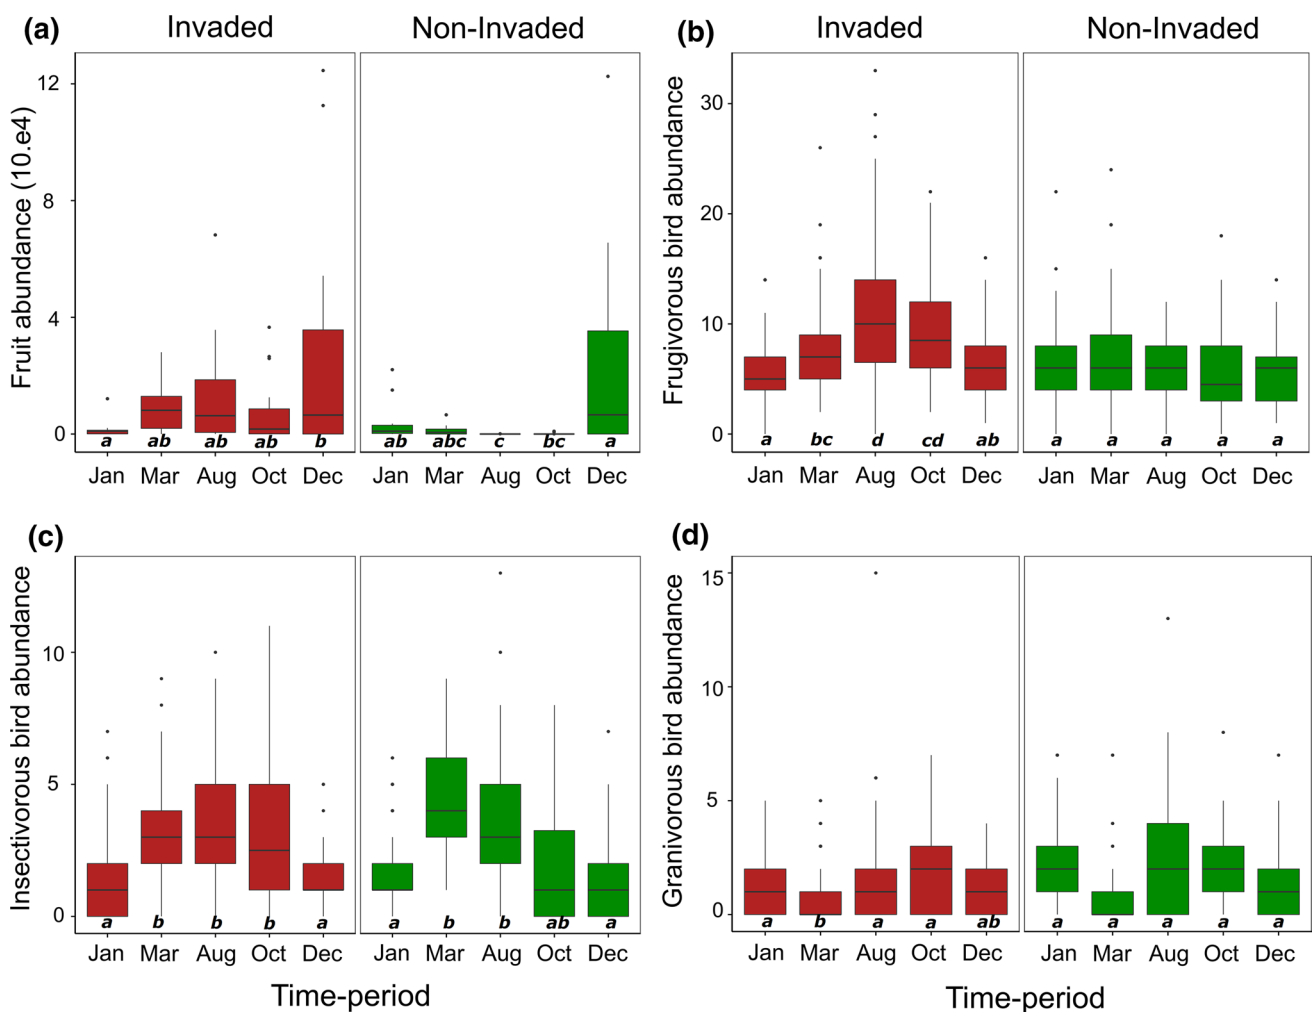 (a) Invaded Non-Invaded
Fruit abundance (10.e4)
12
8
4
0
a ab ab ab b ab abc c bc a
Jan Mar Aug Oct Dec Jan Mar Aug Oct Dec
(b) Invaded Non-Invaded
Frugivorous bird abundance
30
20
10
0
a bc d cd ab a a a a a
Jan Mar Aug Oct Dec Jan Mar Aug Oct Dec
(c)
Insectivorous bird abundance
10
5
0
a b b b a a b b ab a
Jan Mar Aug Oct Dec Jan Mar Aug Oct Dec
Time-period
(d)
Granivorous bird abundance
15
10
5
0
a b a a ab a a a a a
Jan Mar Aug Oct Dec Jan Mar Aug Oct Dec
Time-period